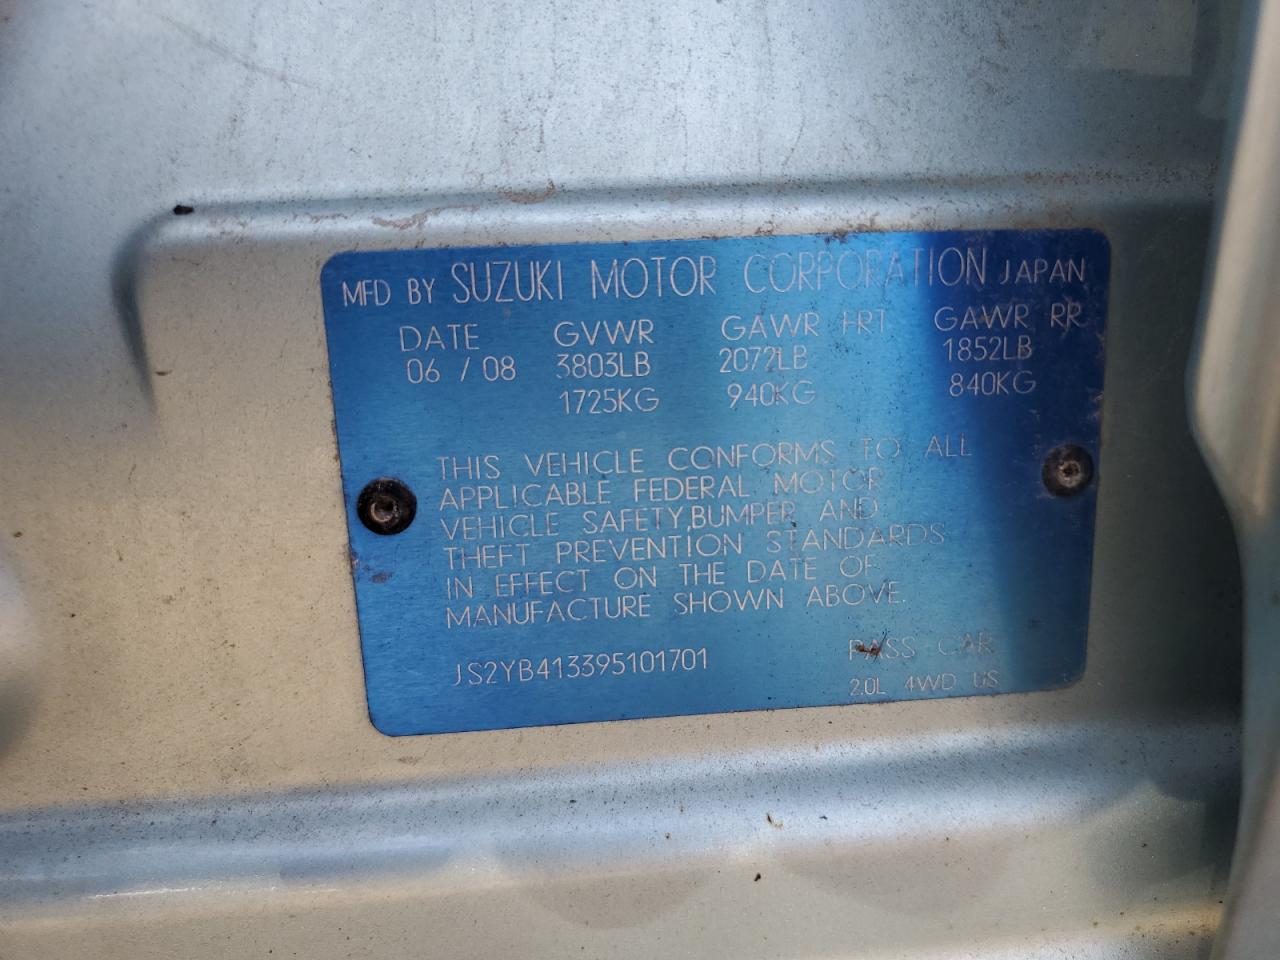 MFD BY SUZUKI MOTOR CORPORATION JAPAN
DATE GVWR GAWR FRT GAWR RR
06 / 08 3803LB 2072LB 1852LB
1725KG 940KG 840KG
THIS VEHICLE CONFORMS TO ALL
APPLICABLE FEDERAL MOTOR
VEHICLE SAFETY,BUMPER AND
THEFT PREVENTION STANDARDS
IN EFFECT ON THE DATE OF
MANUFACTURE SHOWN ABOVE.
JS2YB413395101701 PASS CAR
2.0L 4WD US